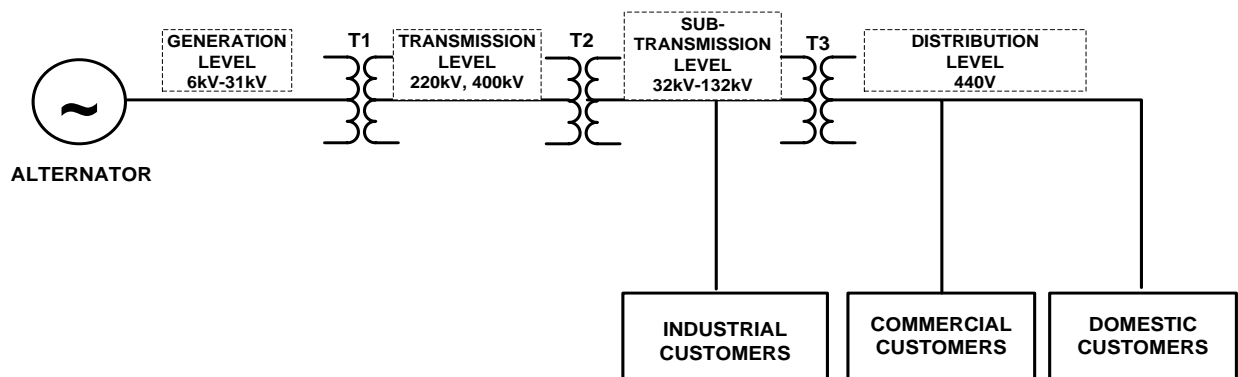 ~
ALTERNATOR
GENERATION
LEVEL
6kV-31kV
T1
TRANSMISSION
LEVEL
220kV, 400kV
T2
SUB-
TRANSMISSION
LEVEL
32kV-132kV
T3
DISTRIBUTION
LEVEL
440V
INDUSTRIAL
CUSTOMERS
COMMERCIAL
CUSTOMERS
DOMESTIC
CUSTOMERS